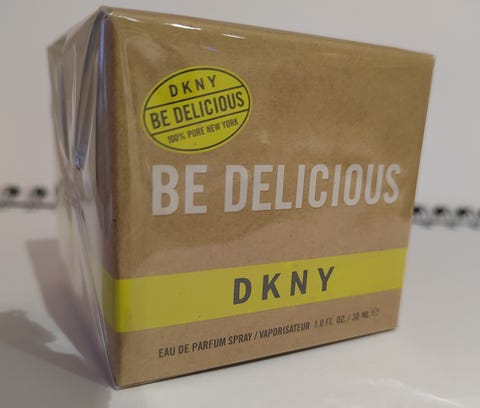 DKNY
BE DELICIOUS
100% PURE NEW YORK
BE DELICIOUS
DKNY
EAU DE PARFUM SPRAY / VAPORISATEUR 1.0 FL. OZ. / 30 ML ℮